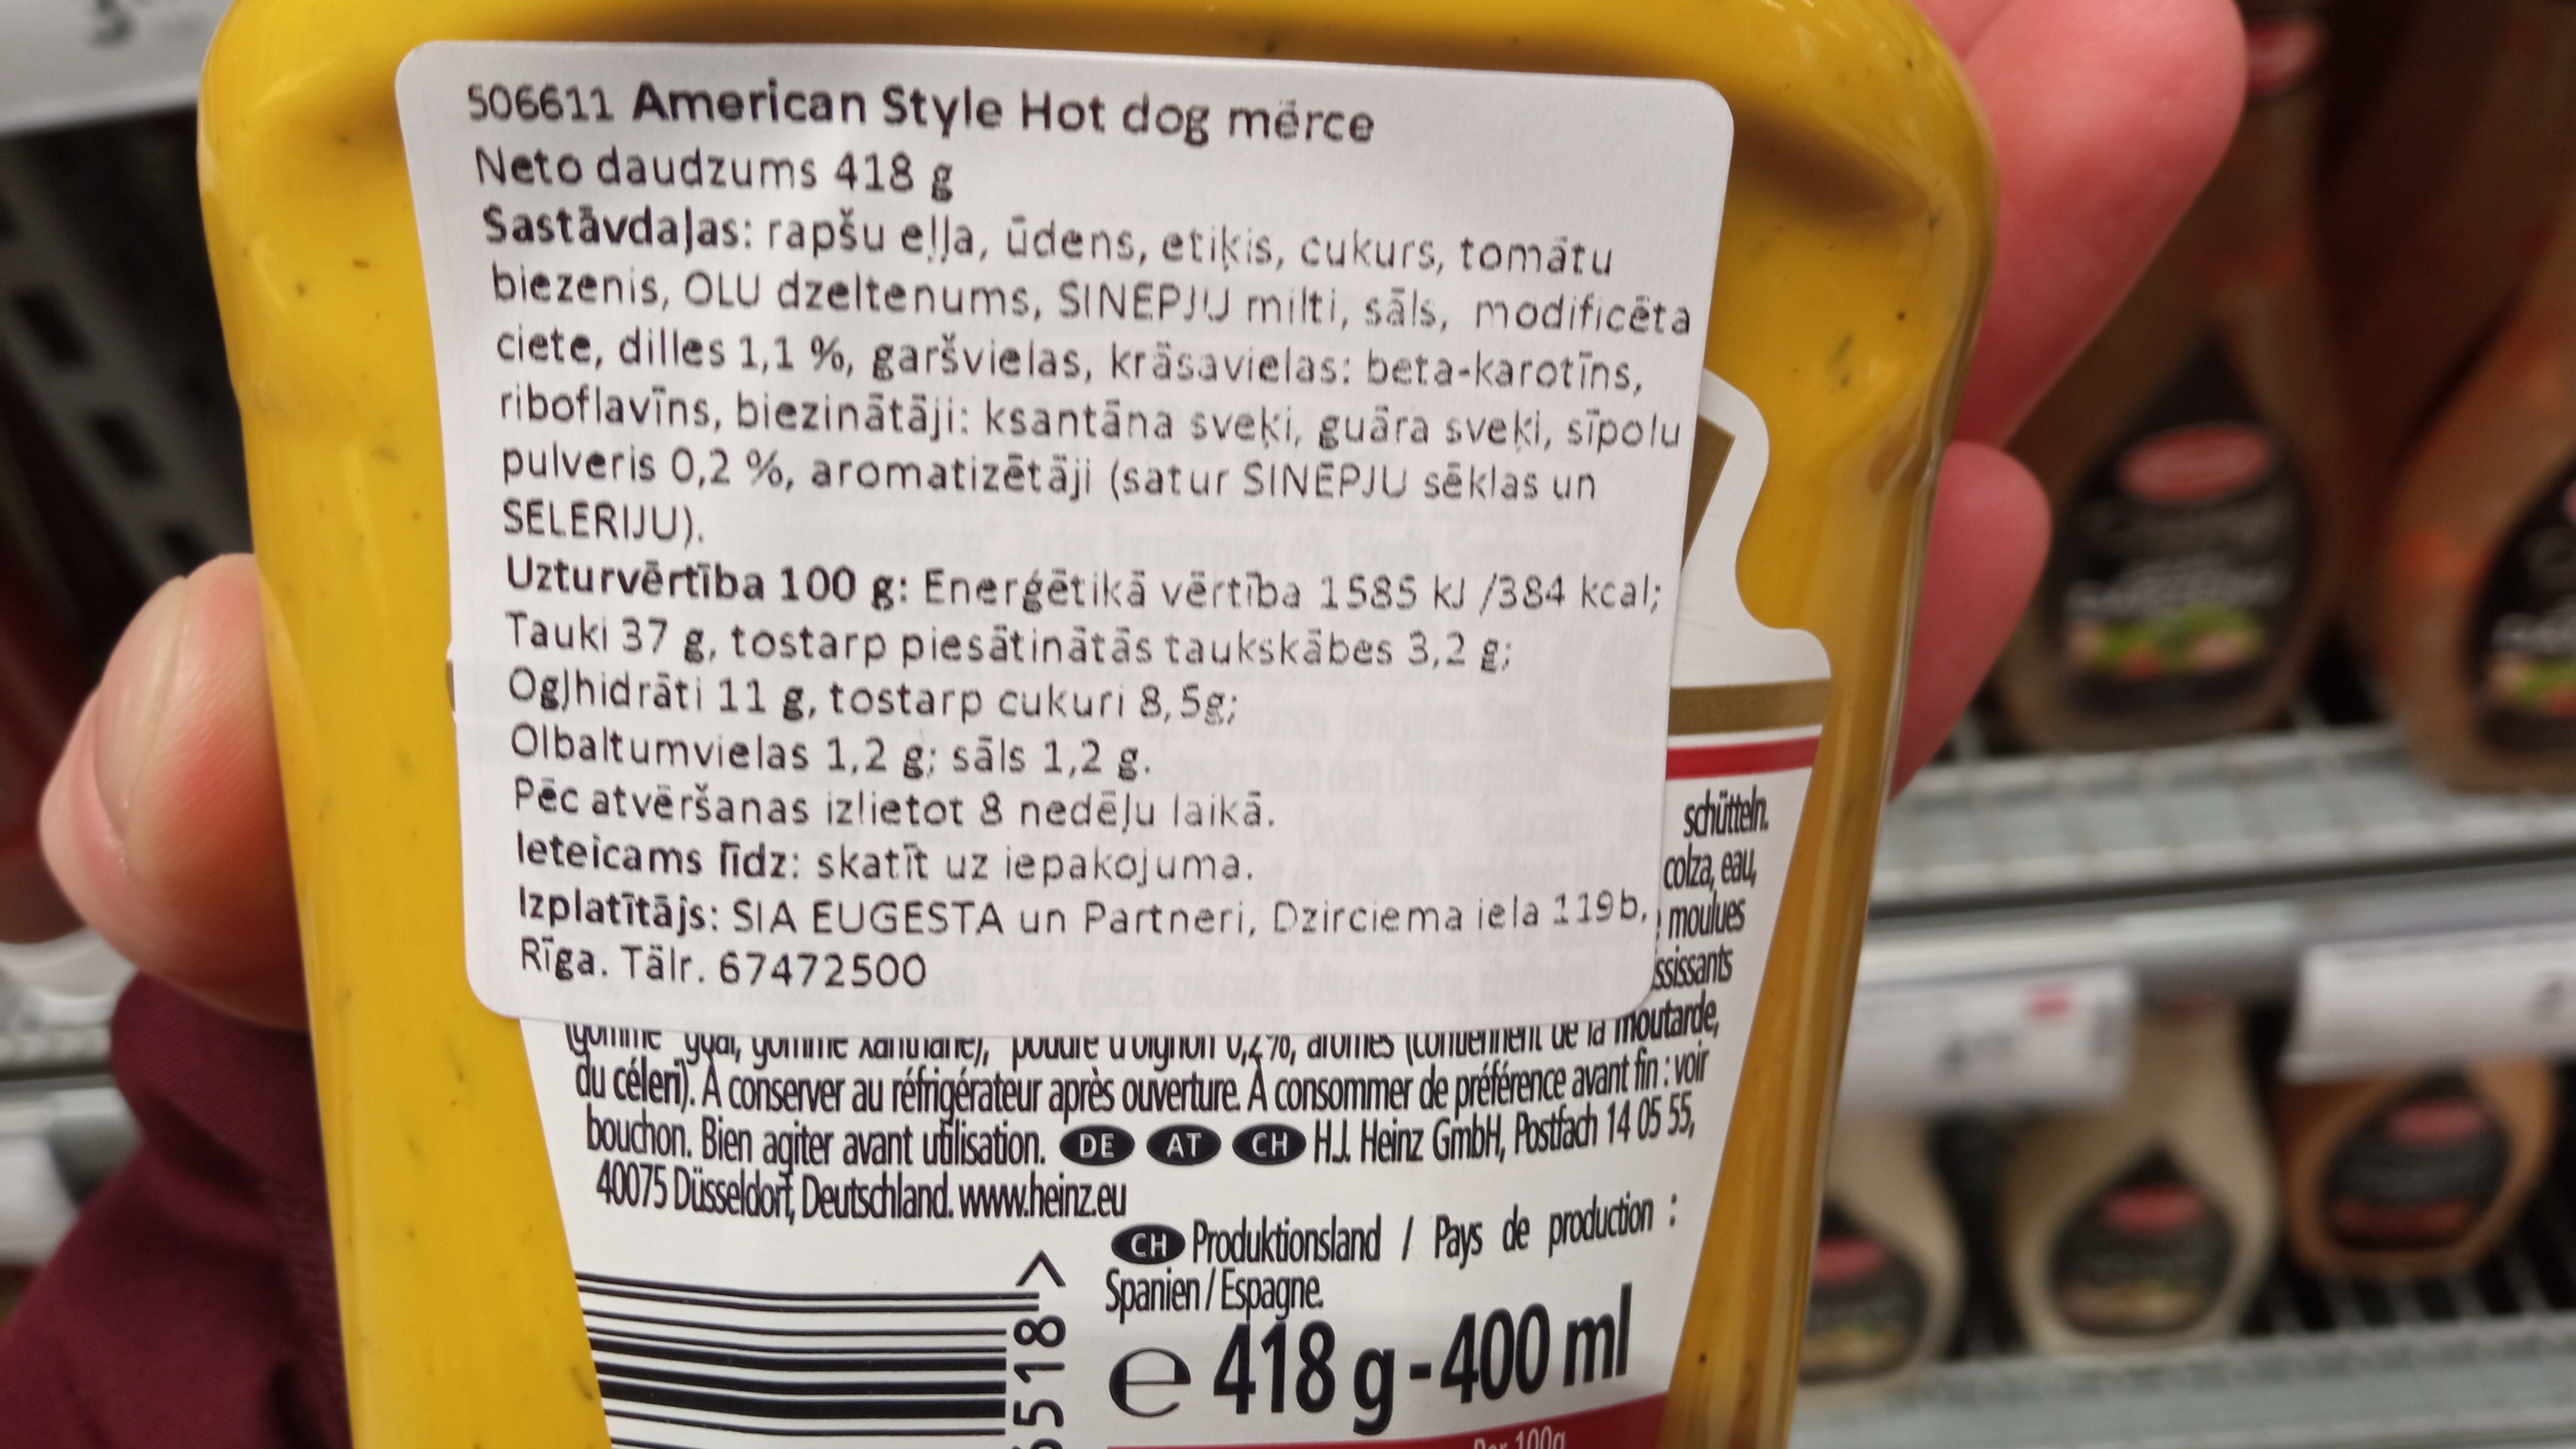 506611 American Style Hot dog mērce
Neto daudzums 418 g
Sastāvdaļas: rapšu eļļa, ūdens, etiķis, cukurs, tomātu
biezenis, OLU dzeltenums, SINEPJU milti, sāls, modificēta
ciete, dilles 1,1 %, garšvielas, krāsavielas: beta-karotīns,
riboflavīns, biezinātāji: ksantāna sveķi, guāra sveķi, sīpolu
pulveris 0,2 %, aromatizētāji (satur SINEPJU sēklas un
SELERIJU).
Uzturvērtība 100 g: Enerģētikā vērtība 1585 kJ /384 kcal;
Tauki 37 g, tostarp piesātinātās taukskābes 3,2 g;
Ogļhidrāti 11 g, tostarp cukuri 8,5g;
Olbaltumvielas 1,2 g; sāls 1,2 g.
Pēc atvēršanas izlietot 8 nedēļu laikā.
Ieteicams līdz: skatīt uz iepakojuma.
Izplatītājs: SIA EUGESTA un Partneri, Dzirciema iela 119b,
Rīga. Tālr. 67472500
schütteln.
colza, eau,
moulues
ssissants
(gomme guar, gomme xanthane), poudre d'oignon 0,2%, arômes (contiennent de la moutarde,
du céleri). À conserver au réfrigérateur après ouverture. À consommer de préférence avant fin : voir
bouchon. Bien agiter avant utilisation. DE AT CH H.J. Heinz GmbH, Postfach 14 05 55,
40075 Düsseldorf, Deutschland. www.heinz.eu
CH Produktionsland / Pays de production :
Spanien / Espagne.
e 418 g - 400 ml
5518 >
Per 100g